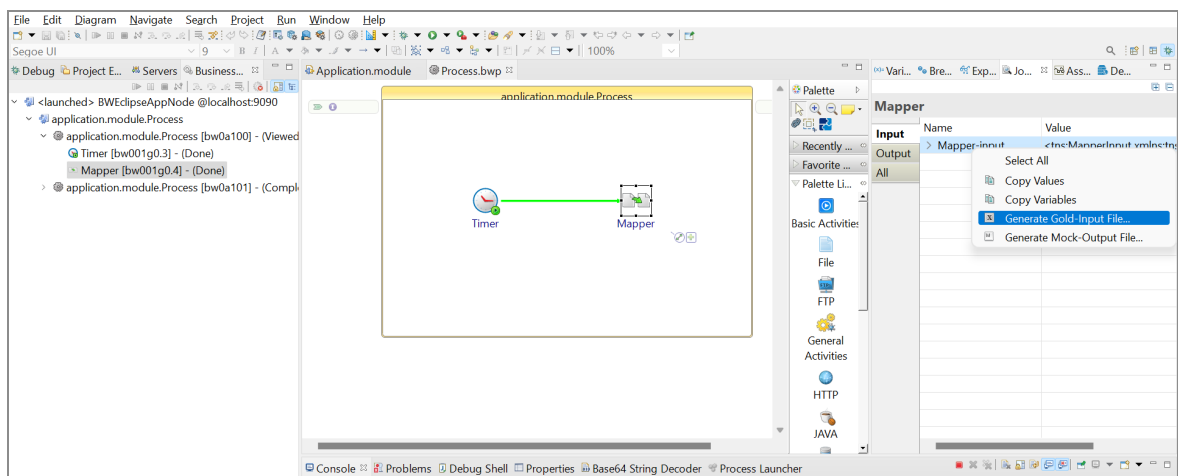 File Edit Diagram Navigate Search Project Run Window Help
Segoe UI 9 B I A 100%
Debug Project E... Servers Business...
<launched> BWEclipseAppNode @localhost:9090
application.module.Process
application.module.Process [bw0a100] - (Viewed
Timer [bw001g0.3] - (Done)
Mapper [bw001g0.4] - (Done)
application.module.Process [bw0a101] - (Compl
Application.module Process.bwp
application.module.Process
Timer
Mapper
Palette
Recently ...
Favorite ...
Palette Li...
Basic Activities
File
FTP
General
Activities
HTTP
JAVA
Vari... Bre... Exp... Jo... Ass... De...
Mapper
Input
Output
All
Name Value
Mapper-input <tns:MapperInput xmlns:tns
Select All
Copy Values
Copy Variables
Generate Gold-Input File...
Generate Mock-Output File...
Console Problems Debug Shell Properties Base64 String Decoder Process Launcher